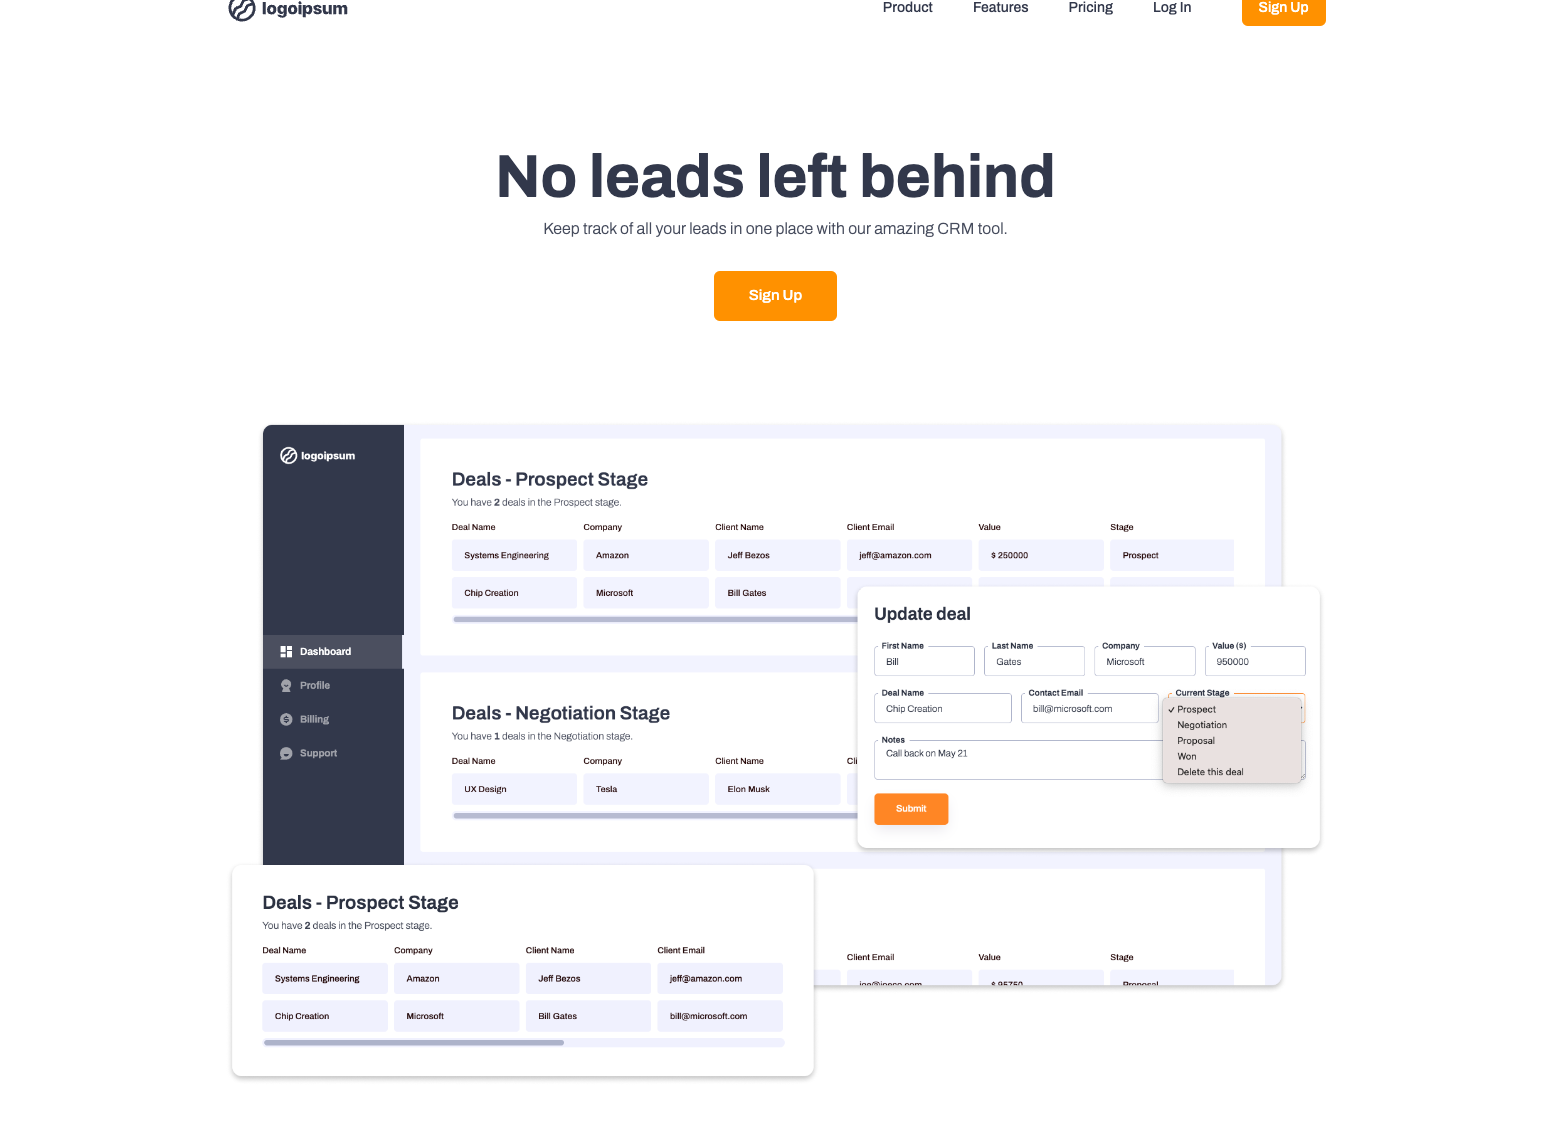 logoipsum
Product Features Pricing Log In Sign Up
No leads left behind
Keep track of all your leads in one place with our amazing CRM tool.
Sign Up
logoipsum
Dashboard
Profile
Billing
Support
Deals - Prospect Stage
You have 2 deals in the Prospect stage.
Deal Name Company Client Name Client Email Value Stage
Systems Engineering Amazon Jeff Bezos jeff@amazon.com $ 250000 Prospect
Chip Creation Microsoft Bill Gates
Deals - Negotiation Stage
You have 1 deals in the Negotiation stage.
Deal Name Company Client Name Cli
UX Design Tesla Elon Musk
Update deal
First Name Last Name Company Value ($)
Bill Gates Microsoft 950000
Deal Name Contact Email Current Stage
Chip Creation bill@microsoft.com
Prospect
Negotiation
Proposal
Won
Delete this deal
Notes
Call back on May 21
Submit
Client Email Value Stage
$ 95750 Proposal
Deals - Prospect Stage
You have 2 deals in the Prospect stage.
Deal Name Company Client Name Client Email
Systems Engineering Amazon Jeff Bezos jeff@amazon.com
Chip Creation Microsoft Bill Gates bill@microsoft.com